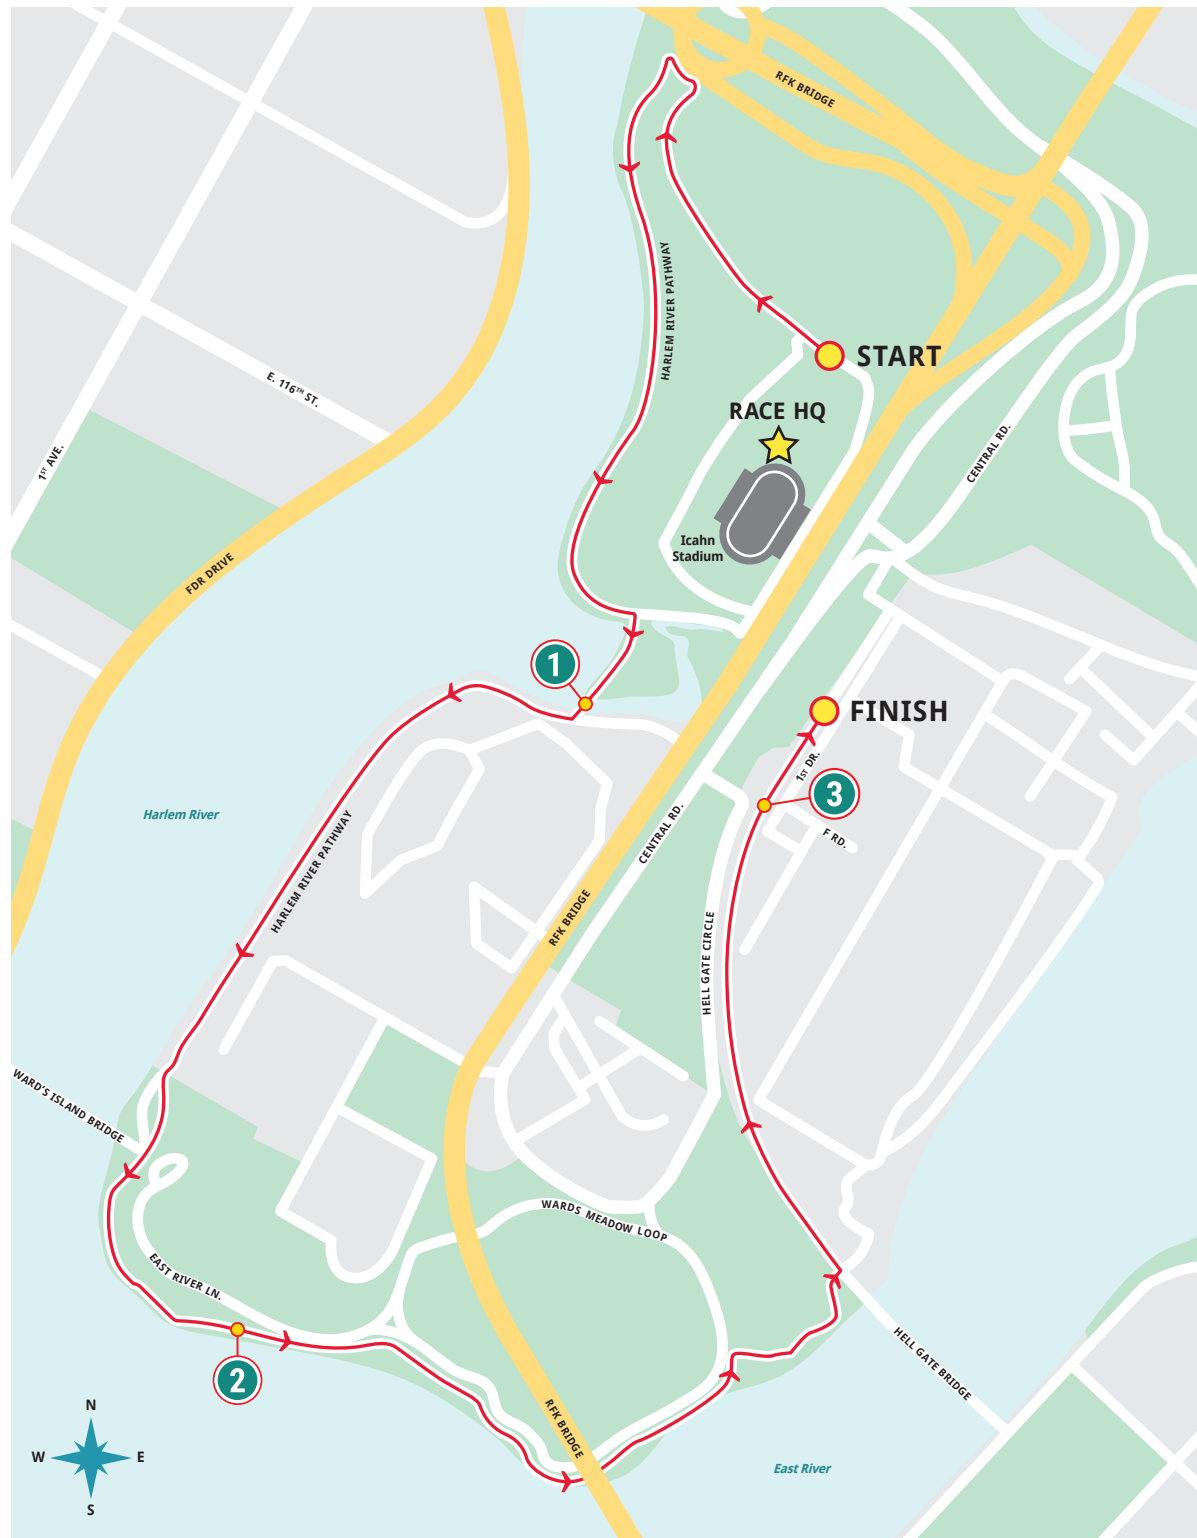 RFK BRIDGE
HARLEM RIVER PATHWAY
START
E. 116TH ST.
RACE HQ
1ST AVE.
CENTRAL RD.
Icahn
Stadium
FDR DRIVE
1
FINISH
1ST DR.
3
Harlem River
F RD.
CENTRAL RD.
HARLEM RIVER PATHWAY
RFK BRIDGE
HELL GATE CIRCLE
WARD'S ISLAND BRIDGE
WARDS MEADOW LOOP
EAST RIVER LN.
2
HELL GATE BRIDGE
RFK BRIDGE
N
W E
S
East River